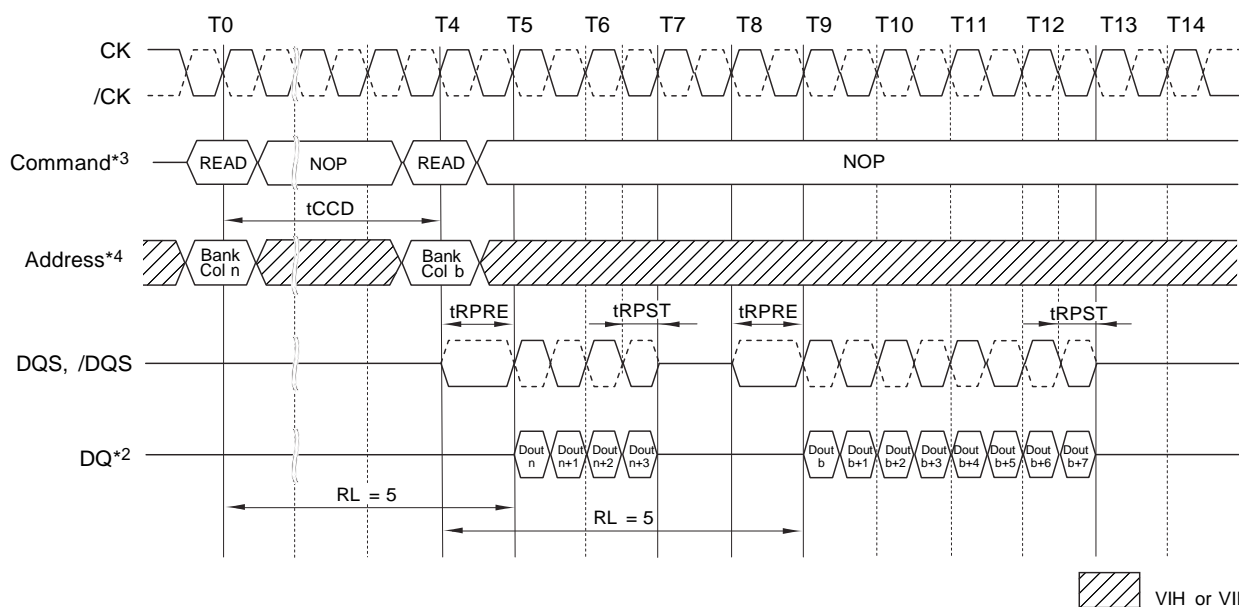 T0 T4 T5 T6 T7 T8 T9 T10 T11 T12 T13 T14
CK
/CK
Command*3 READ NOP READ NOP
tCCD
Address*4 Bank Col n Bank Col b
tRPRE tRPST tRPRE tRPST
DQS, /DQS
DQ*2 Dout n Dout n+1 Dout n+2 Dout n+3 Dout b Dout b+1 Dout b+2 Dout b+3 Dout b+4 Dout b+5 Dout b+6 Dout b+7
RL = 5
RL = 5
VIH or